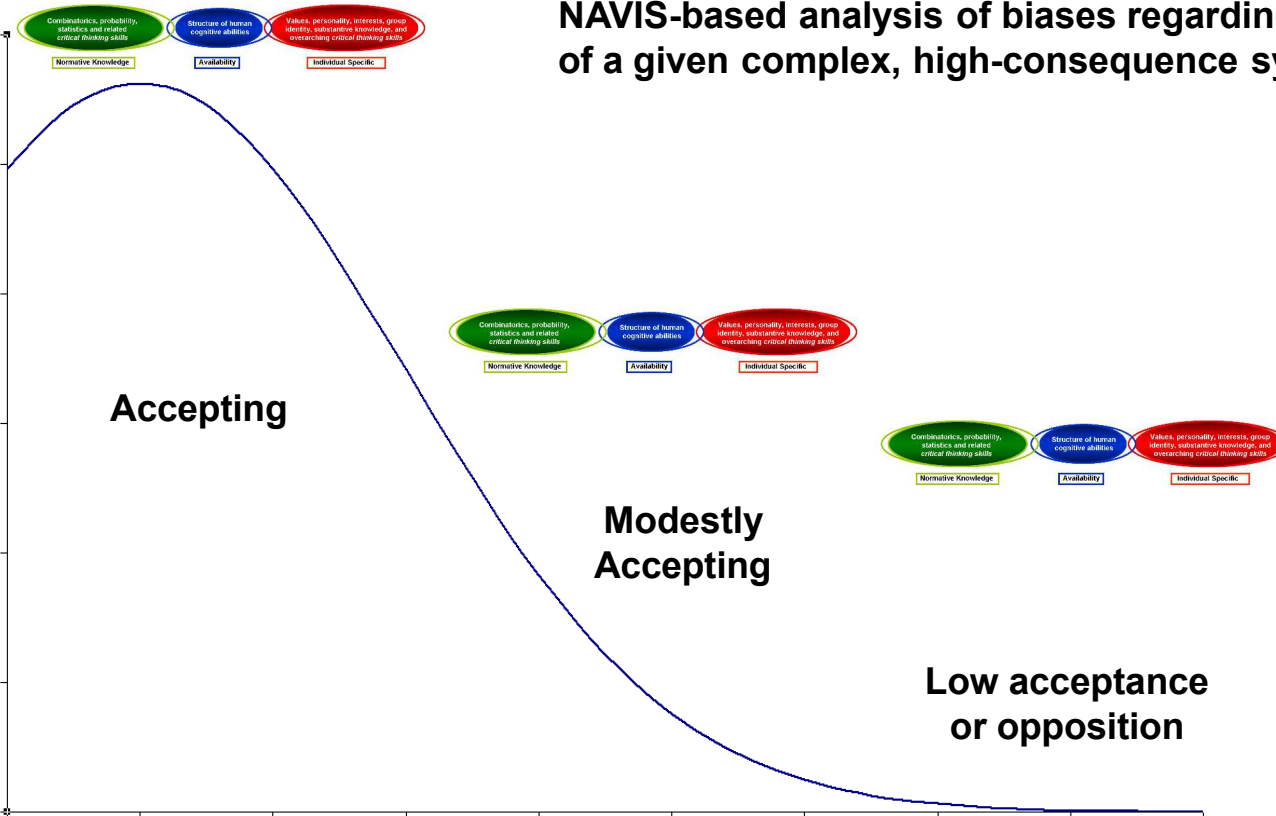 NAVIS-based analysis of biases regardin
of a given complex, high-consequence sy
Combinatorics, probability,
statistics and related
critical thinking skills
Structure of human
cognitive abilities
Values, personality, interests, group
identity, substantive knowledge, and
overarching critical thinking skills
Normative Knowledge
Availability
Individual Specific
Combinatorics, probability,
statistics and related
critical thinking skills
Structure of human
cognitive abilities
Values, personality, interests, group
identity, substantive knowledge, and
overarching critical thinking skills
Normative Knowledge
Availability
Individual Specific
Accepting
Combinatorics, probability,
statistics and related
critical thinking skills
Structure of human
cognitive abilities
Values, personality, interests, group
identity, substantive knowledge, and
overarching critical thinking skills
Normative Knowledge
Availability
Individual Specific
Modestly
Accepting
Low acceptance
or opposition